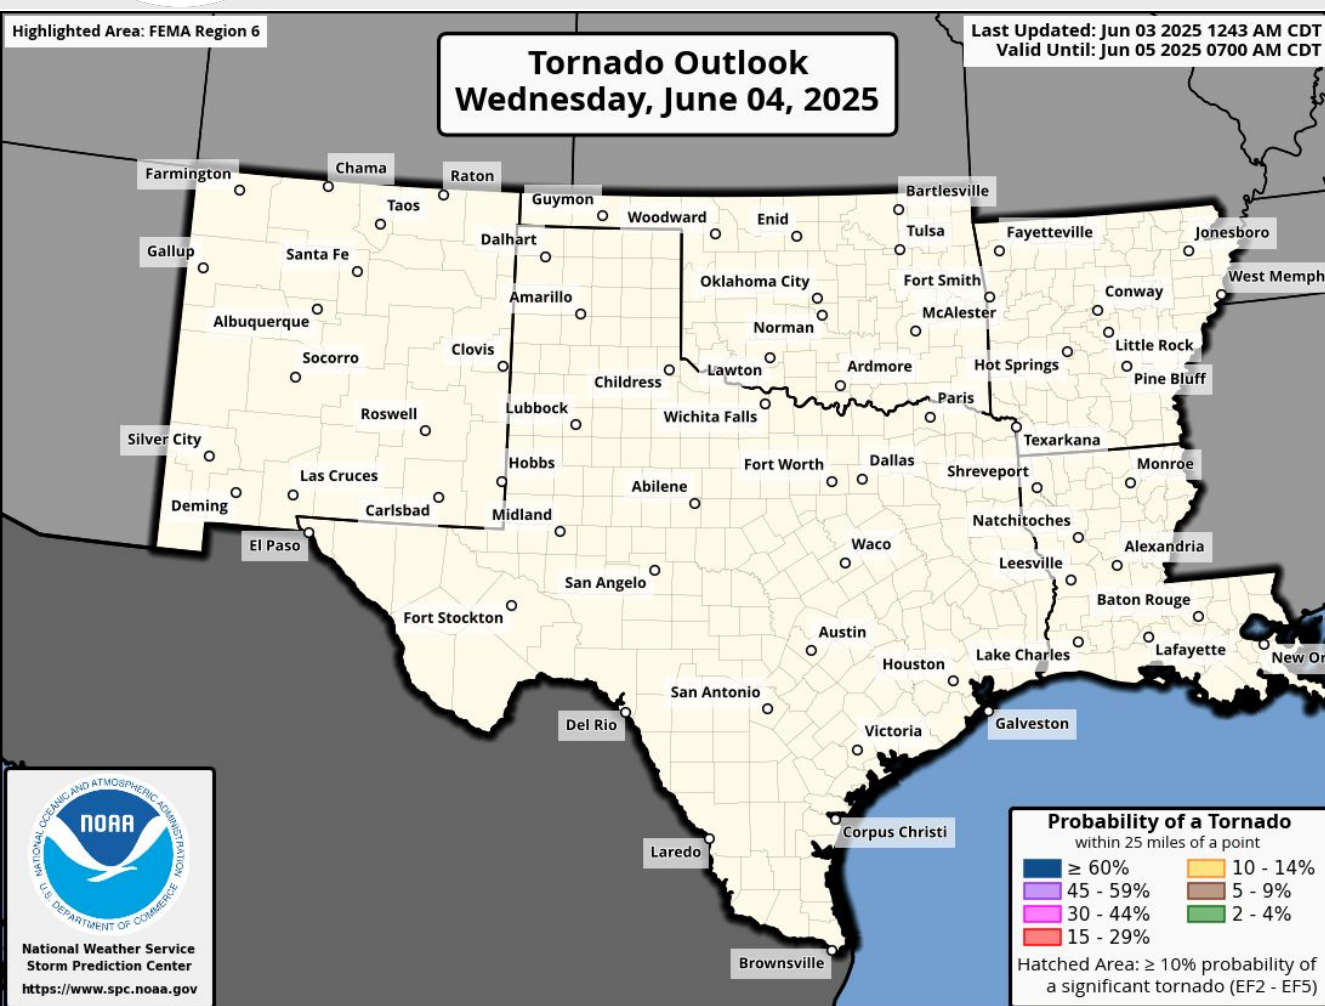 Highlighted Area: FEMA Region 6
Last Updated: Jun 03 2025 1243 AM CDT
Valid Until: Jun 05 2025 0700 AM CDT
Tornado Outlook
Wednesday, June 04, 2025
Farmington
Chama
Raton
Taos
Guymon
Woodward
Enid
Bartlesville
Tulsa
Fayetteville
Jonesboro
Gallup
Santa Fe
Dalhart
Oklahoma City
Fort Smith
West Memph
Albuquerque
Amarillo
Norman
McAlester
Conway
Little Rock
Socorro
Clovis
Childress
Lawton
Ardmore
Hot Springs
Pine Bluff
Roswell
Lubbock
Wichita Falls
Paris
Texarkana
Silver City
Las Cruces
Hobbs
Fort Worth
Dallas
Shreveport
Monroe
Deming
Carlsbad
Midland
Abilene
Natchitoches
El Paso
San Angelo
Waco
Leesville
Alexandria
Fort Stockton
Austin
Baton Rouge
Houston
Lake Charles
Lafayette
New Or
Del Rio
San Antonio
Victoria
Galveston
Laredo
Corpus Christi
Brownsville
NATIONAL OCEANIC AND ATMOSPHERIC ADMINISTRATION
NOAA
U.S. DEPARTMENT OF COMMERCE
National Weather Service
Storm Prediction Center
https://www.spc.noaa.gov
Probability of a Tornado
within 25 miles of a point
≥ 60%
10 - 14%
45 - 59%
5 - 9%
30 - 44%
2 - 4%
15 - 29%
Hatched Area: ≥ 10% probability of
a significant tornado (EF2 - EF5)